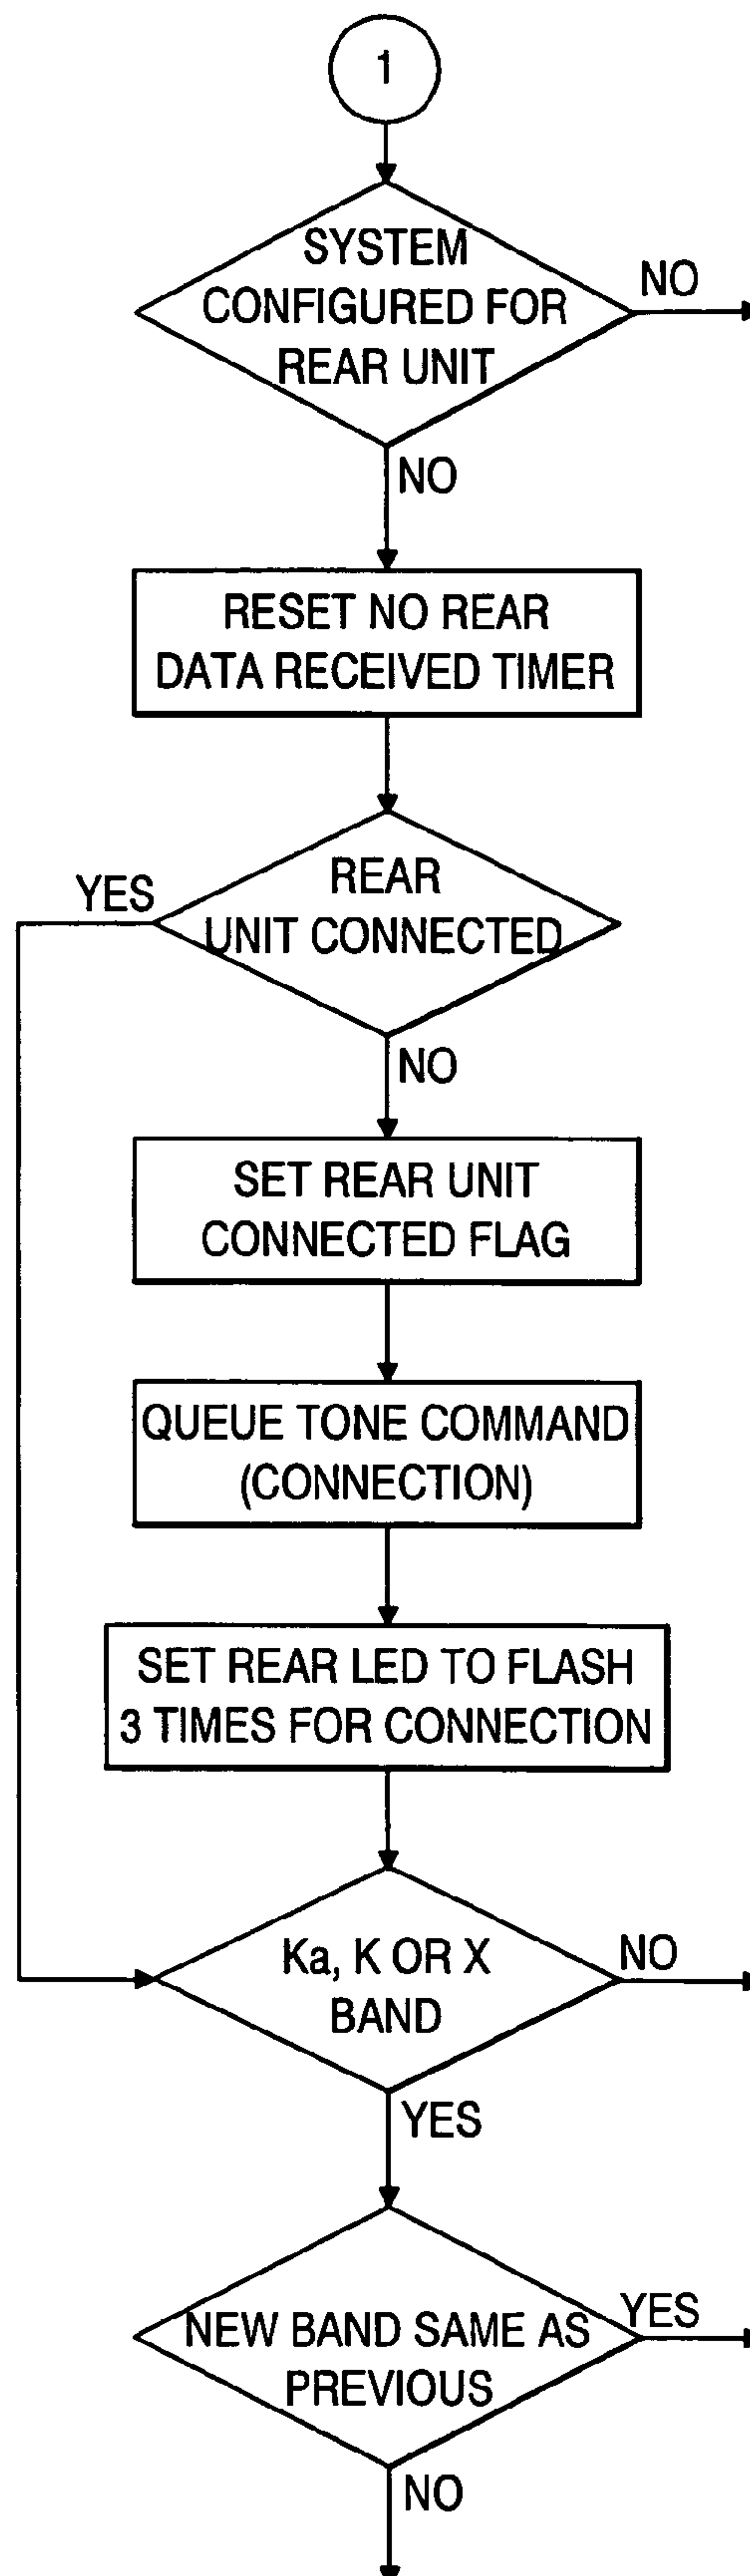 1
SYSTEM
CONFIGURED FOR
REAR UNIT
NO
NO
RESET NO REAR
DATA RECEIVED TIMER
YES
REAR
UNIT CONNECTED
NO
SET REAR UNIT
CONNECTED FLAG
QUEUE TONE COMMAND
(CONNECTION)
SET REAR LED TO FLASH
3 TIMES FOR CONNECTION
Ka, K OR X
BAND
NO
YES
NEW BAND SAME AS
PREVIOUS
YES
NO